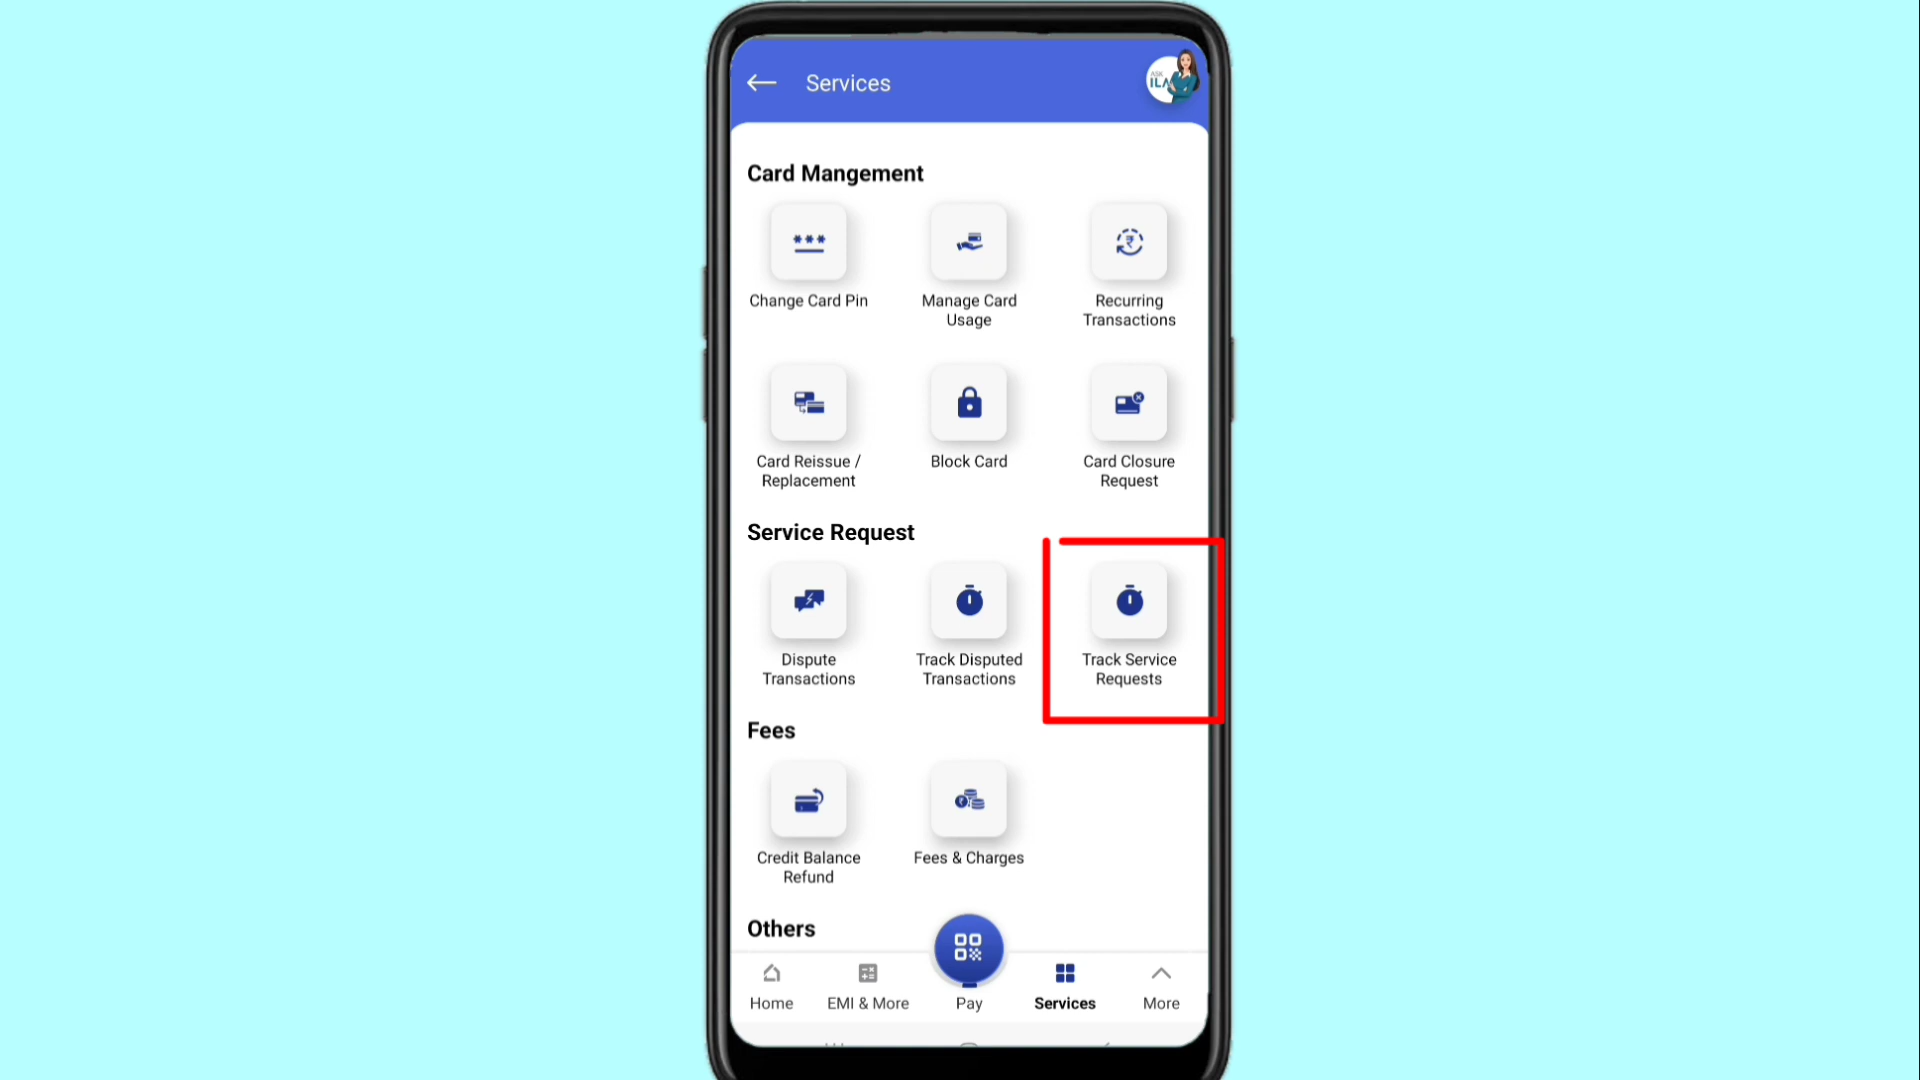 Services
ASK
ILA
Card Mangement
Change Card Pin
Manage Card
Usage
Recurring
Transactions
Card Reissue /
Replacement
Block Card
Card Closure
Request
Service Request
Dispute
Transactions
Track Disputed
Transactions
Track Service
Requests
Fees
Credit Balance
Refund
Fees & Charges
Others
Home
EMI & More
Pay
Services
More